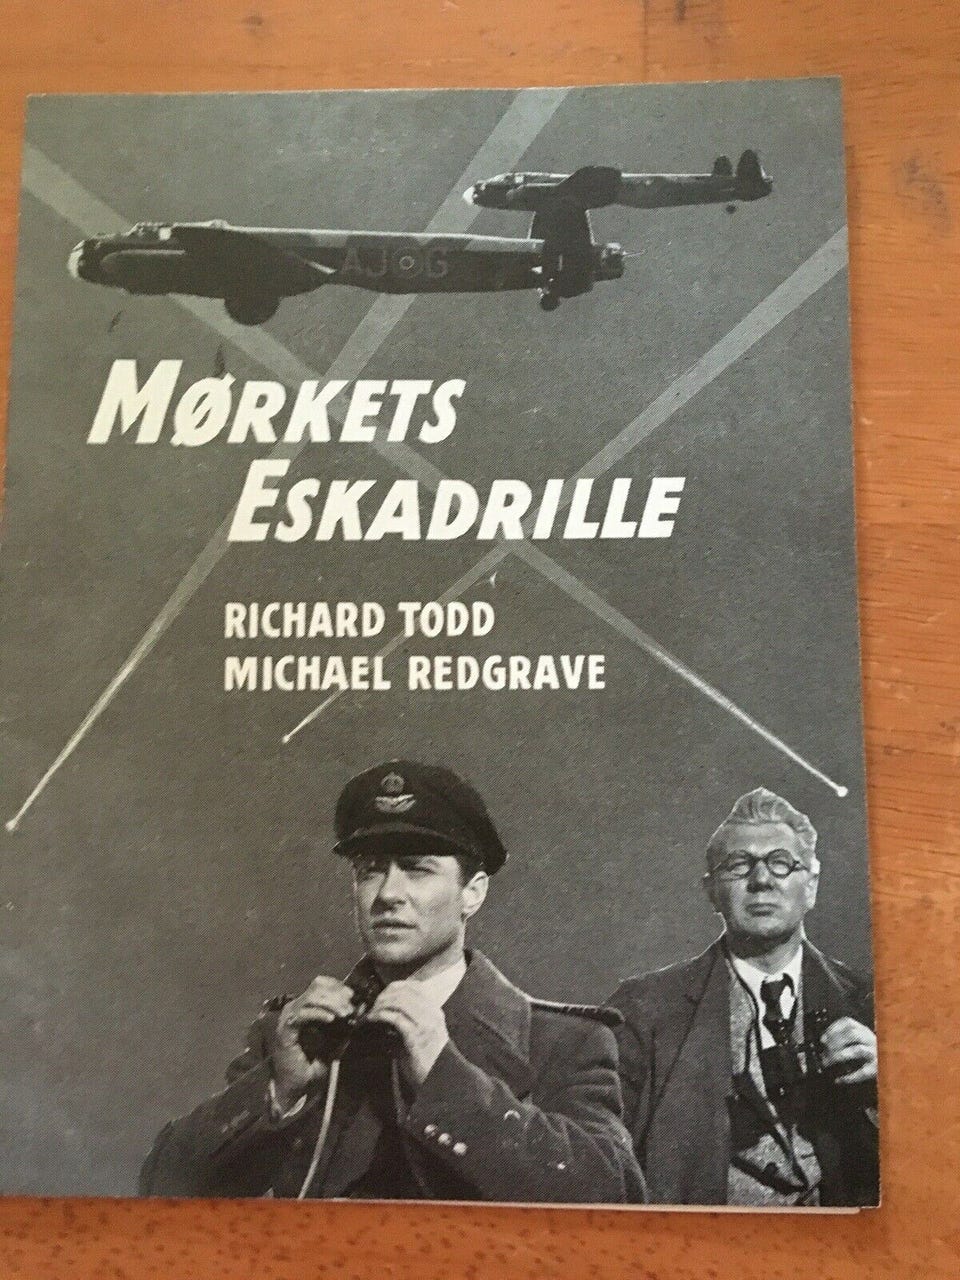 AJ G
MØRKETS
ESKADRILLE
RICHARD TODD
MICHAEL REDGRAVE